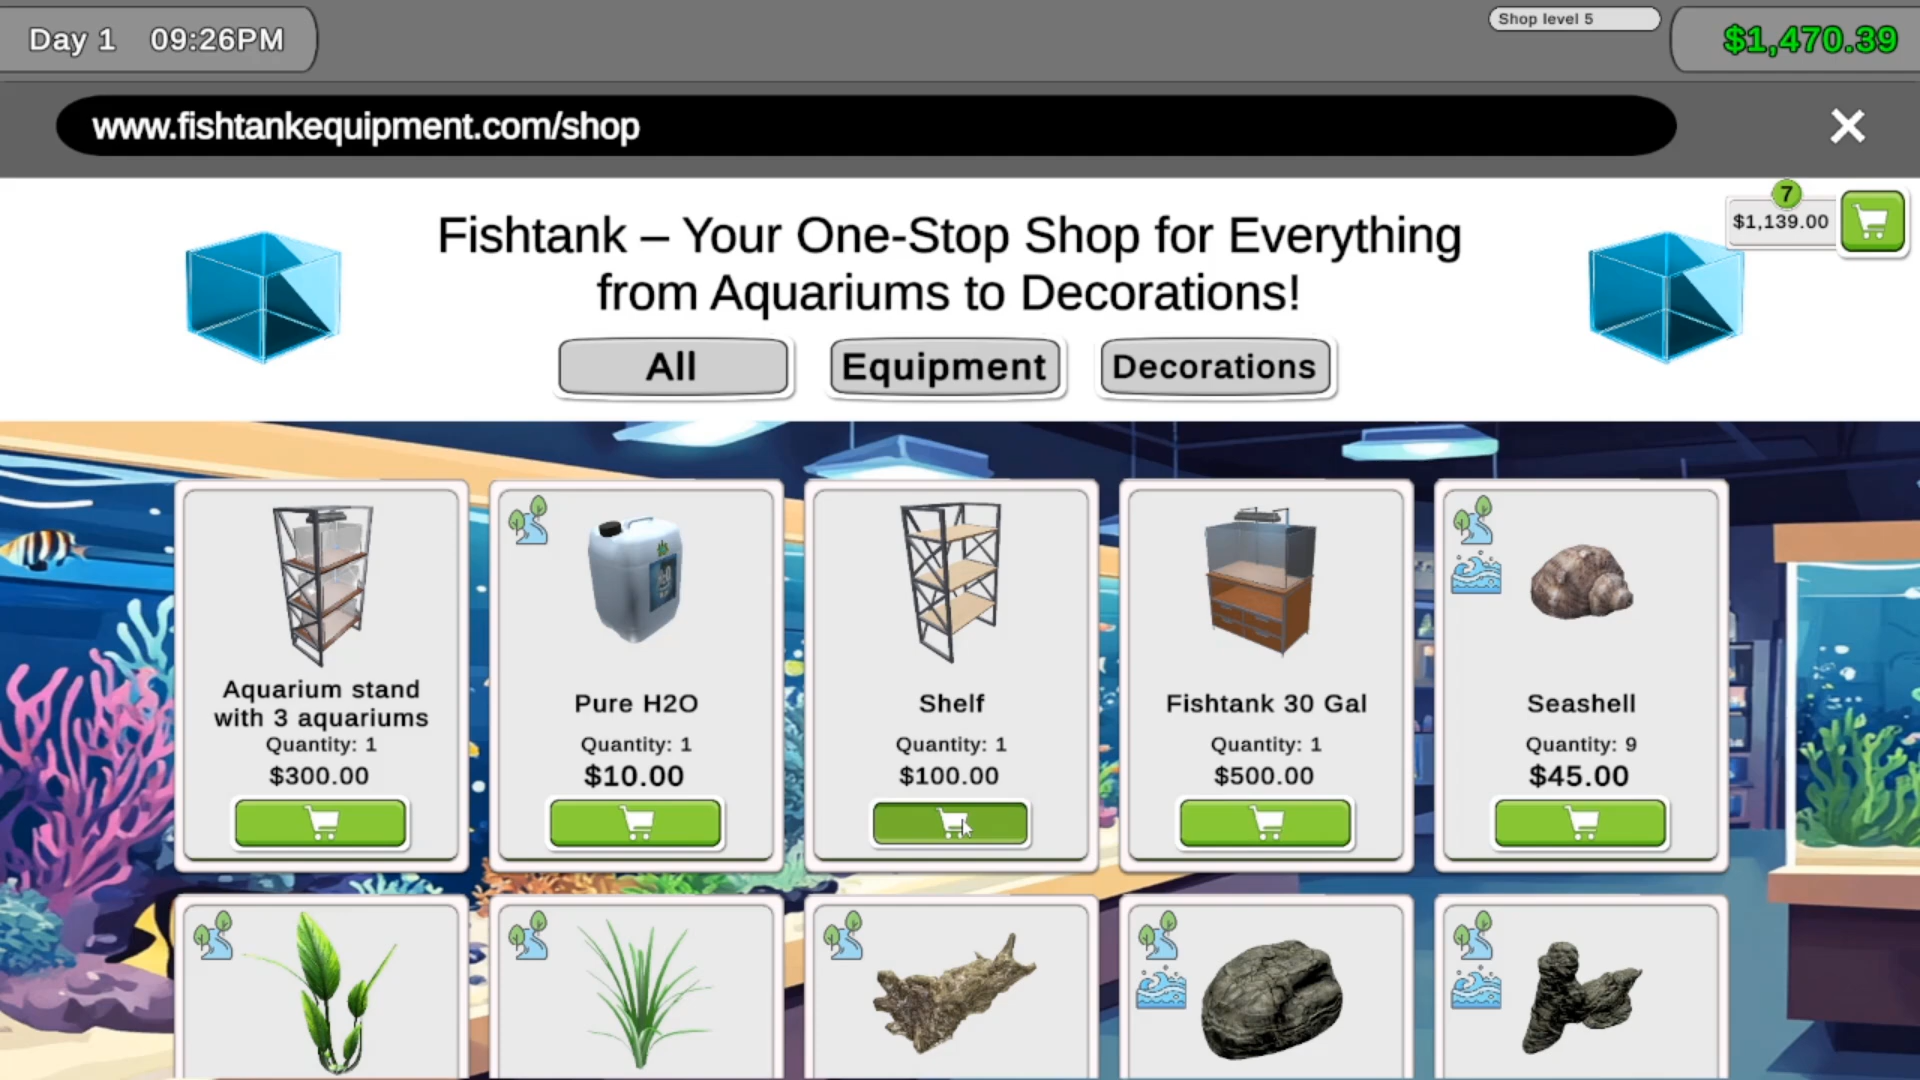 Day 1 09:26PM
Shop level 5
$1,470.39
www.fishtankequipment.com/shop
7
$1,139.00
Fishtank – Your One-Stop Shop for Everything
from Aquariums to Decorations!
All Equipment Decorations
Aquarium stand
with 3 aquariums
Quantity: 1
$300.00
Pure H2O
Quantity: 1
$10.00
Shelf
Quantity: 1
$100.00
Fishtank 30 Gal
Quantity: 1
$500.00
Seashell
Quantity: 9
$45.00